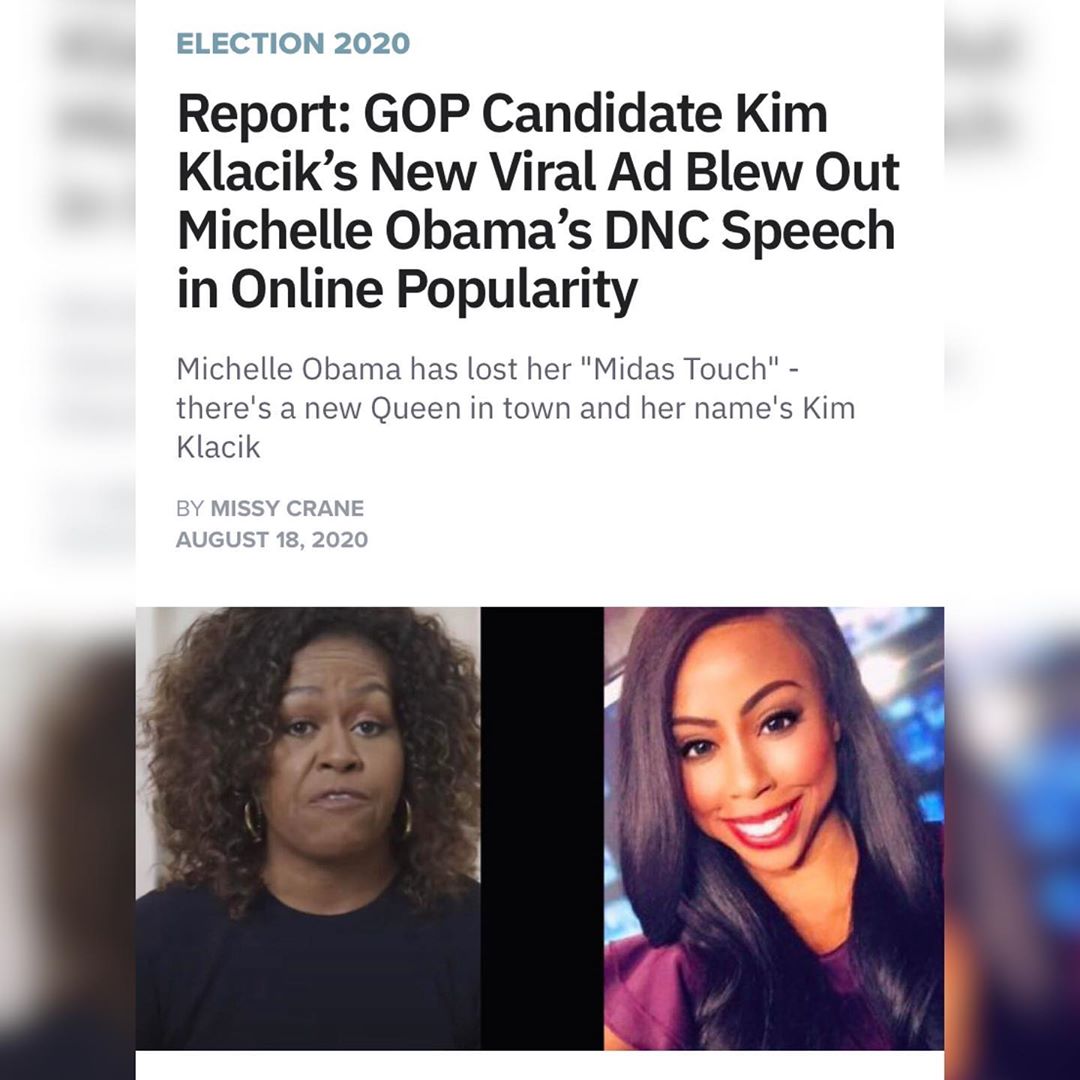 ELECTION 2020
Report: GOP Candidate Kim
Klacik’s New Viral Ad Blew Out
Michelle Obama’s DNC Speech
in Online Popularity
Michelle Obama has lost her "Midas Touch" -
there's a new Queen in town and her name's Kim
Klacik
BY MISSY CRANE
AUGUST 18, 2020